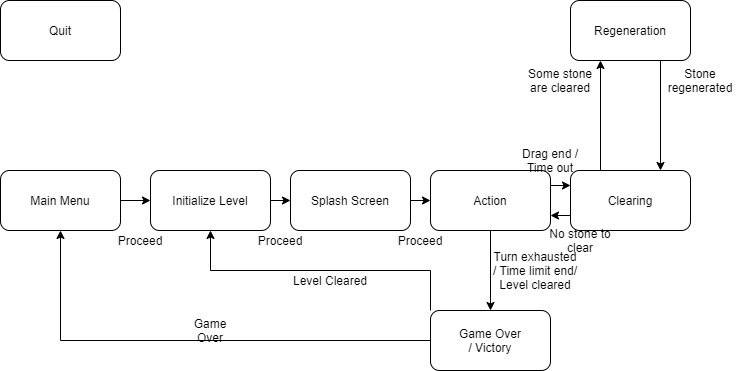 Quit
Regeneration
Some stone
are cleared
Stone
regenerated
Drag end /
Time out
Main Menu
Initialize Level
Splash Screen
Action
Clearing
Proceed
Proceed
Proceed
No stone to
clear
Turn exhausted
/ Time limit end/
Level cleared
Level Cleared
Game
Over
Game Over
/ Victory